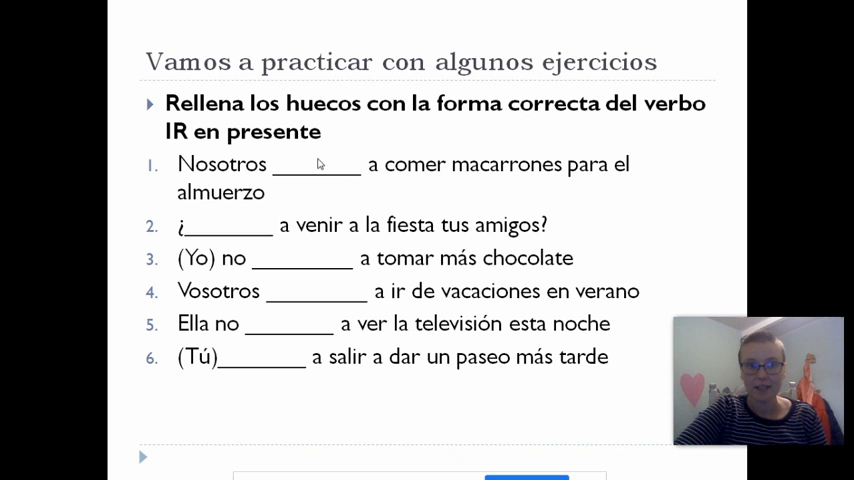 Vamos a practicar con algunos ejercicios
Rellena los huecos con la forma correcta del verbo
IR en presente
1. Nosotros ________ a comer macarrones para el
almuerzo
2. ¿________ a venir a la fiesta tus amigos?
3. (Yo) no _________ a tomar más chocolate
4. Vosotros _________ a ir de vacaciones en verano
5. Ella no ________ a ver la televisión esta noche
6. (Tú)________ a salir a dar un paseo más tarde